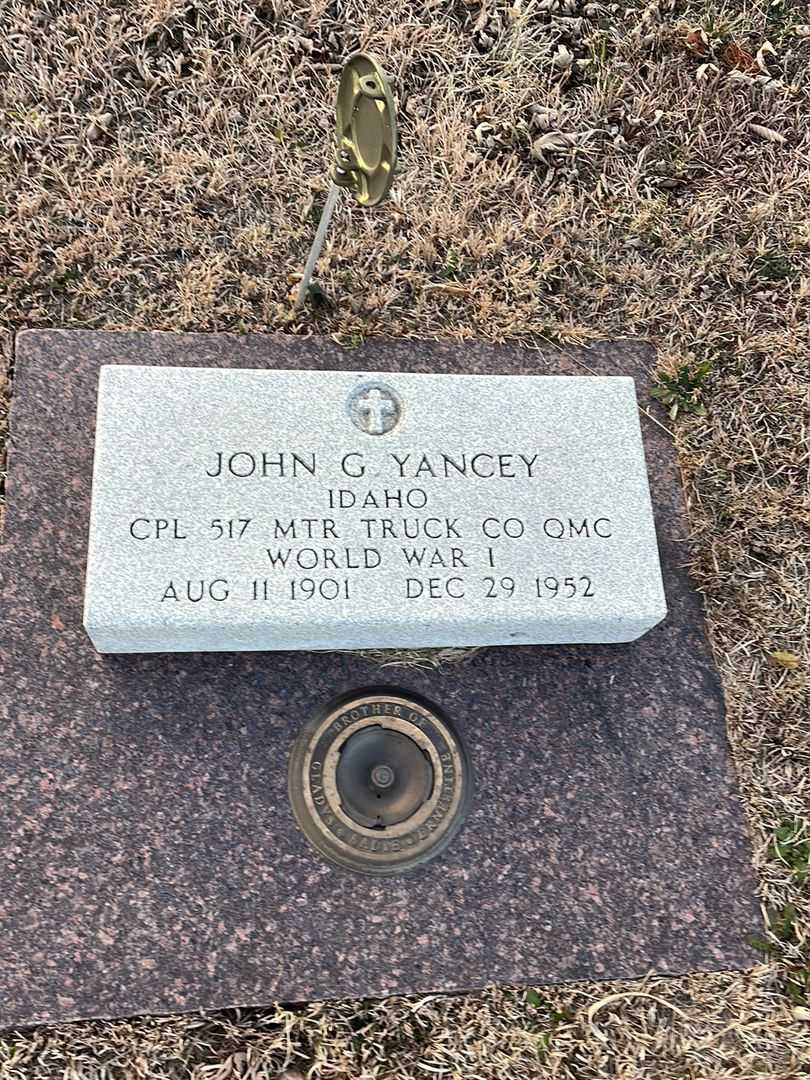 JOHN G YANCEY
IDAHO
CPL 517 MTR TRUCK CO QMC
WORLD WAR I
AUG 11 1901 DEC 29 1952
BROTHER OF
GLADYS